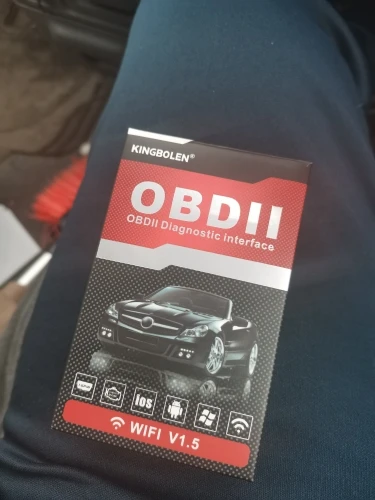 KINGBOLEN®
OBDII
OBDII Diagnostic interface
ios
WIFI V1.5